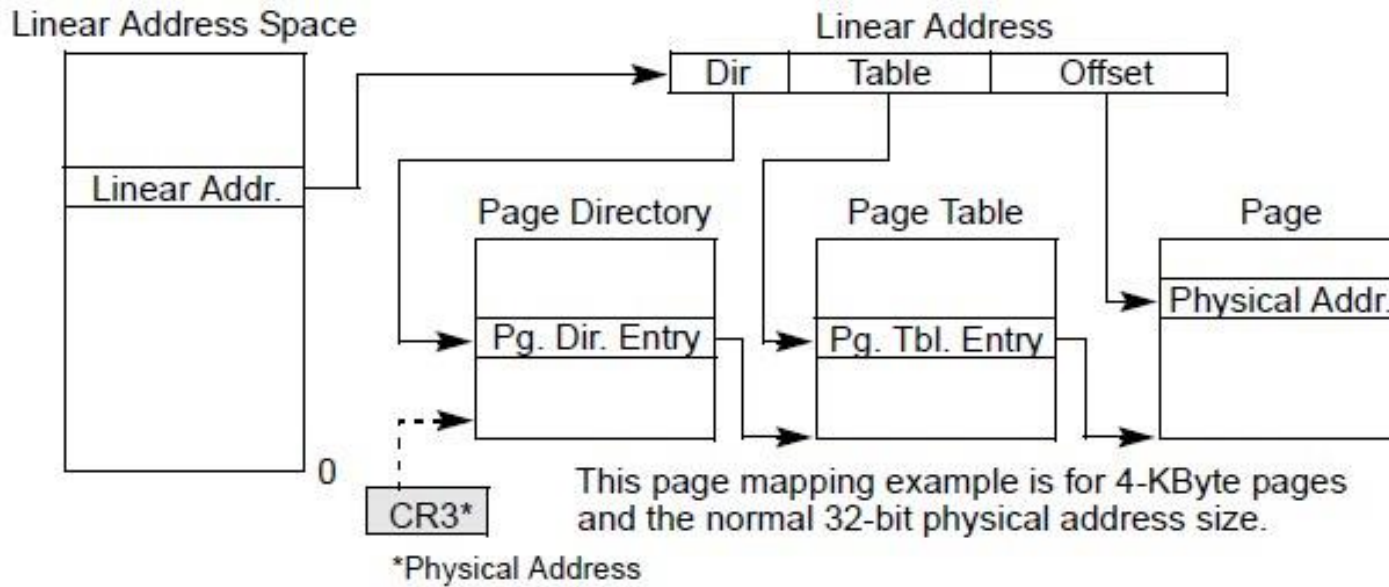 Linear Address Space
Linear Address
Dir Table Offset
Linear Addr.
Page Directory Page Table Page
Physical Addr.
Pg. Dir. Entry Pg. Tbl. Entry
0
CR3*
This page mapping example is for 4-KByte pages
and the normal 32-bit physical address size.
*Physical Address